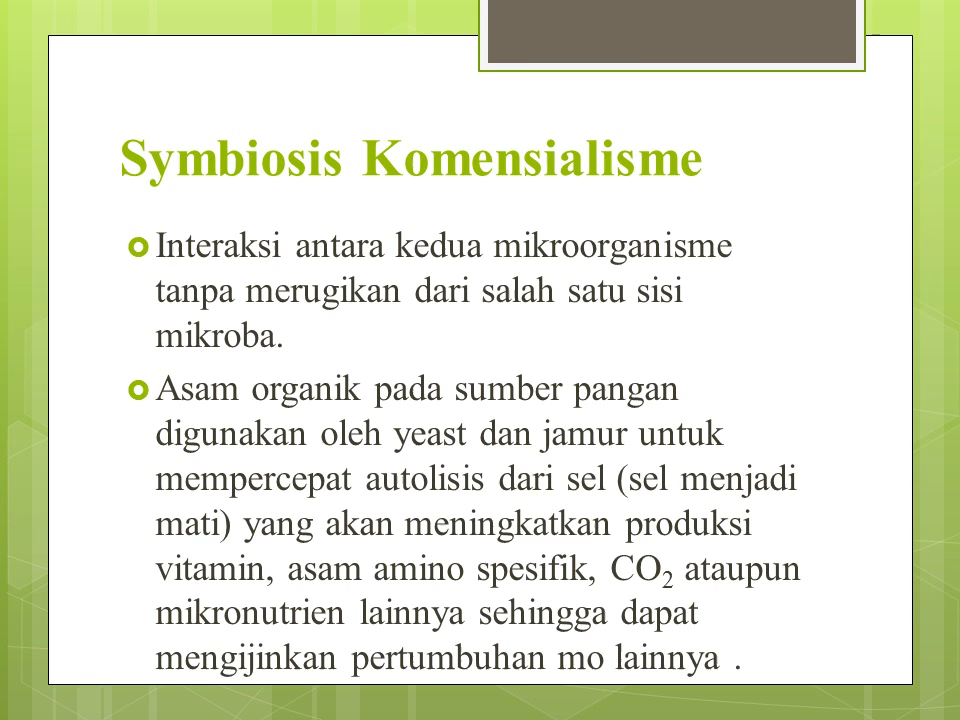 Symbiosis Komensialisme
Interaksi antara kedua mikroorganisme
tanpa merugikan dari salah satu sisi
mikroba.
Asam organik pada sumber pangan
digunakan oleh yeast dan jamur untuk
mempercepat autolisis dari sel (sel menjadi
mati) yang akan meningkatkan produksi
vitamin, asam amino spesifik, CO₂ ataupun
mikronutrien lainnya sehingga dapat
mengijinkan pertumbuhan mo lainnya .